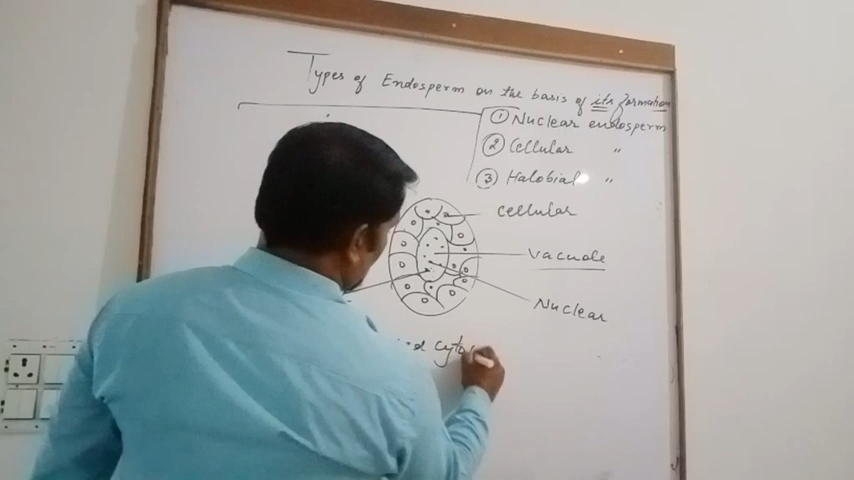 Types of Endosperm on the basis of its formation
① Nuclear endosperm
② Cellular "
③ Halobial "
Cellular
Vacuole
Nuclear